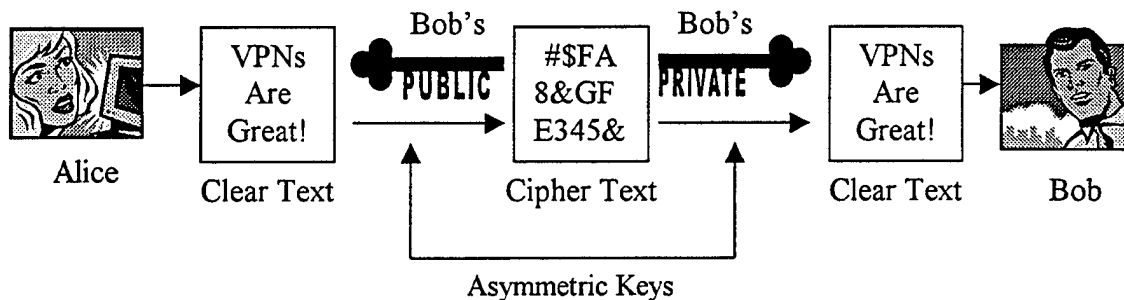 Bob's
Bob's
VPNs
Are
Great!
PUBLIC
#$FA
8&GF
E345&
PRIVATE
VPNs
Are
Great!
Alice
Clear Text
Cipher Text
Clear Text
Bob
Asymmetric Keys